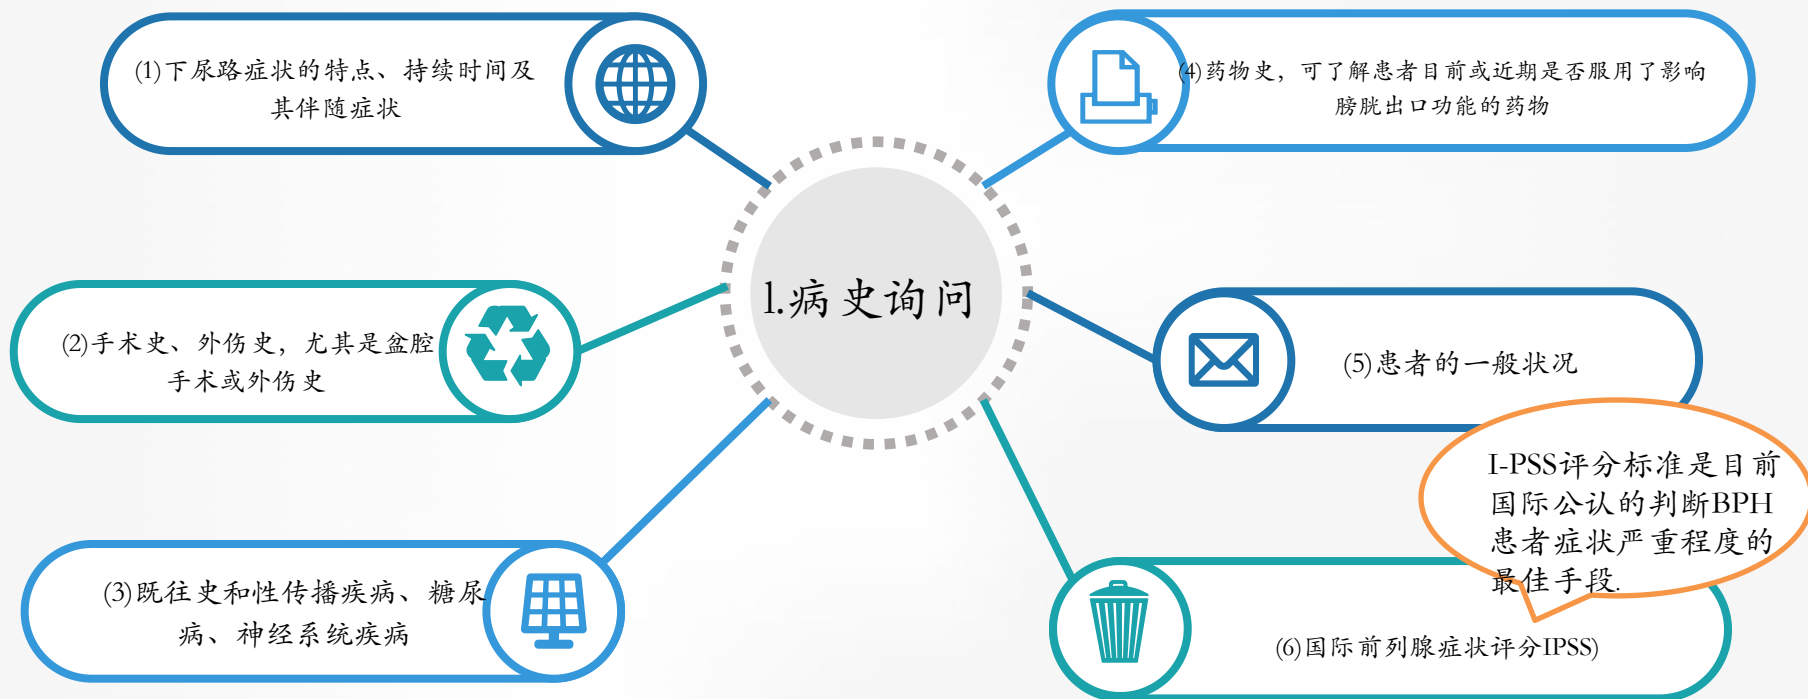 (1)下尿路症状的特点、持续时间及
其伴随症状
(2)手术史、外伤史，尤其是盆腔
手术或外伤史
(3)既往史和性传播疾病、糖尿
病、神经系统疾病
1.病史询问
(4)药物史，可了解患者目前或近期是否服用了影响
膀胱出口功能的药物
(5)患者的一般状况
I-PSS评分标准是目前
国际公认的判断BPH
患者症状严重程度的
最佳手段.
(6)国际前列腺症状评分IPSS)